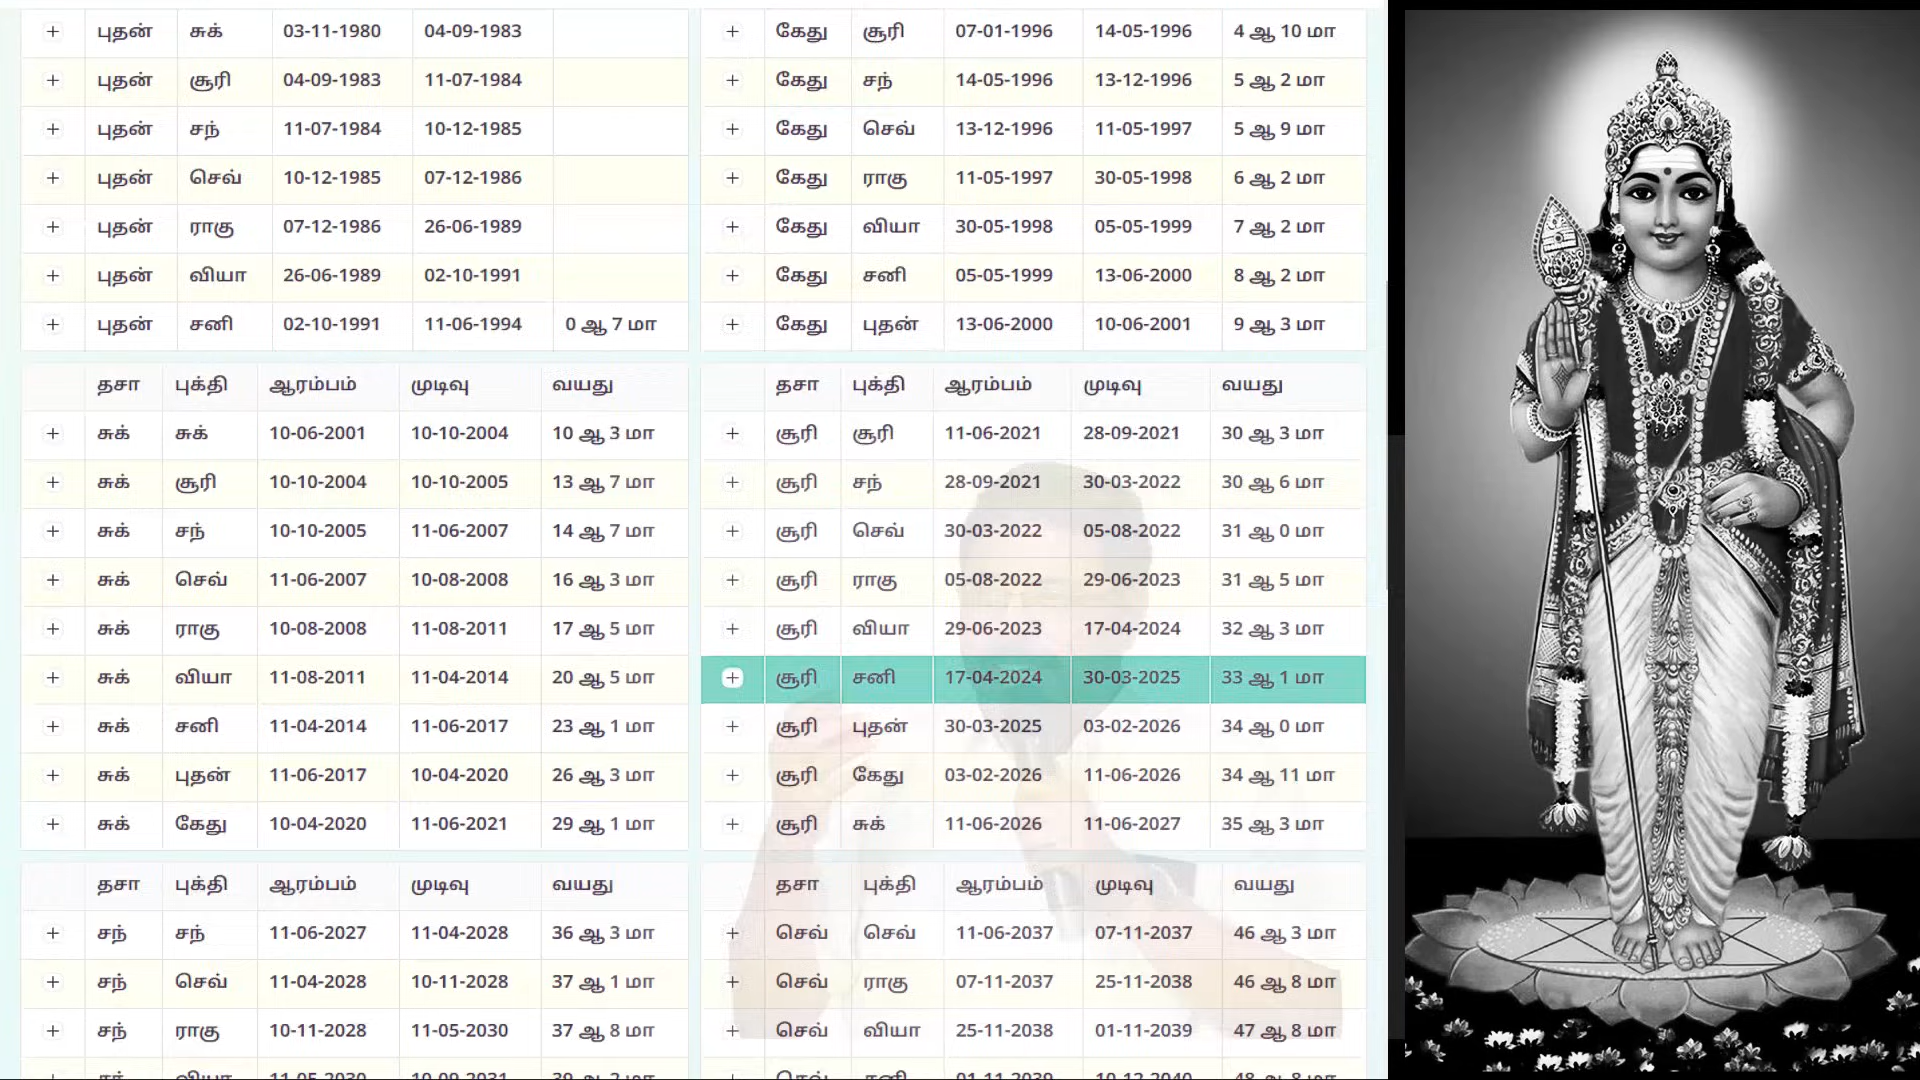 + புதன் சுக் 03-11-1980 04-09-1983
+ புதன் சூரி 04-09-1983 11-07-1984
+ புதன் சந் 11-07-1984 10-12-1985
+ புதன் செவ் 10-12-1985 07-12-1986
+ புதன் ராகு 07-12-1986 26-06-1989
+ புதன் வியா 26-06-1989 02-10-1991
+ புதன் சனி 02-10-1991 11-06-1994 0 ஆ 7 மா
+ கேது சூரி 07-01-1996 14-05-1996 4 ஆ 10 மா
+ கேது சந் 14-05-1996 13-12-1996 5 ஆ 2 மா
+ கேது செவ் 13-12-1996 11-05-1997 5 ஆ 9 மா
+ கேது ராகு 11-05-1997 30-05-1998 6 ஆ 2 மா
+ கேது வியா 30-05-1998 05-05-1999 7 ஆ 2 மா
+ கேது சனி 05-05-1999 13-06-2000 8 ஆ 2 மா
+ கேது புதன் 13-06-2000 10-06-2001 9 ஆ 3 மா
தசா புக்தி ஆரம்பம் முடிவு வயது
+ சுக் சுக் 10-06-2001 10-10-2004 10 ஆ 3 மா
+ சுக் சூரி 10-10-2004 10-10-2005 13 ஆ 7 மா
+ சுக் சந் 10-10-2005 11-06-2007 14 ஆ 7 மா
+ சுக் செவ் 11-06-2007 10-08-2008 16 ஆ 3 மா
+ சுக் ராகு 10-08-2008 11-08-2011 17 ஆ 5 மா
+ சுக் வியா 11-08-2011 11-04-2014 20 ஆ 5 மா
+ சுக் சனி 11-04-2014 11-06-2017 23 ஆ 1 மா
+ சுக் புதன் 11-06-2017 10-04-2020 26 ஆ 3 மா
+ சுக் கேது 10-04-2020 11-06-2021 29 ஆ 1 மா
தசா புக்தி ஆரம்பம் முடிவு வயது
+ சூரி சூரி 11-06-2021 28-09-2021 30 ஆ 3 மா
+ சூரி சந் 28-09-2021 30-03-2022 30 ஆ 6 மா
+ சூரி செவ் 30-03-2022 05-08-2022 31 ஆ 0 மா
+ சூரி ராகு 05-08-2022 29-06-2023 31 ஆ 5 மா
+ சூரி வியா 29-06-2023 17-04-2024 32 ஆ 3 மா
+ சூரி சனி 17-04-2024 30-03-2025 33 ஆ 1 மா
+ சூரி புதன் 30-03-2025 03-02-2026 34 ஆ 0 மா
+ சூரி கேது 03-02-2026 11-06-2026 34 ஆ 11 மா
+ சூரி சுக் 11-06-2026 11-06-2027 35 ஆ 3 மா
தசா புக்தி ஆரம்பம் முடிவு வயது
+ சந் சந் 11-06-2027 11-04-2028 36 ஆ 3 மா
+ சந் செவ் 11-04-2028 10-11-2028 37 ஆ 1 மா
+ சந் ராகு 10-11-2028 11-05-2030 37 ஆ 8 மா
தசா புக்தி ஆரம்பம் முடிவு வயது
+ செவ் செவ் 11-06-2037 07-11-2037 46 ஆ 3 மா
+ செவ் ராகு 07-11-2037 25-11-2038 46 ஆ 8 மா
+ செவ் வியா 25-11-2038 01-11-2039 47 ஆ 8 மா